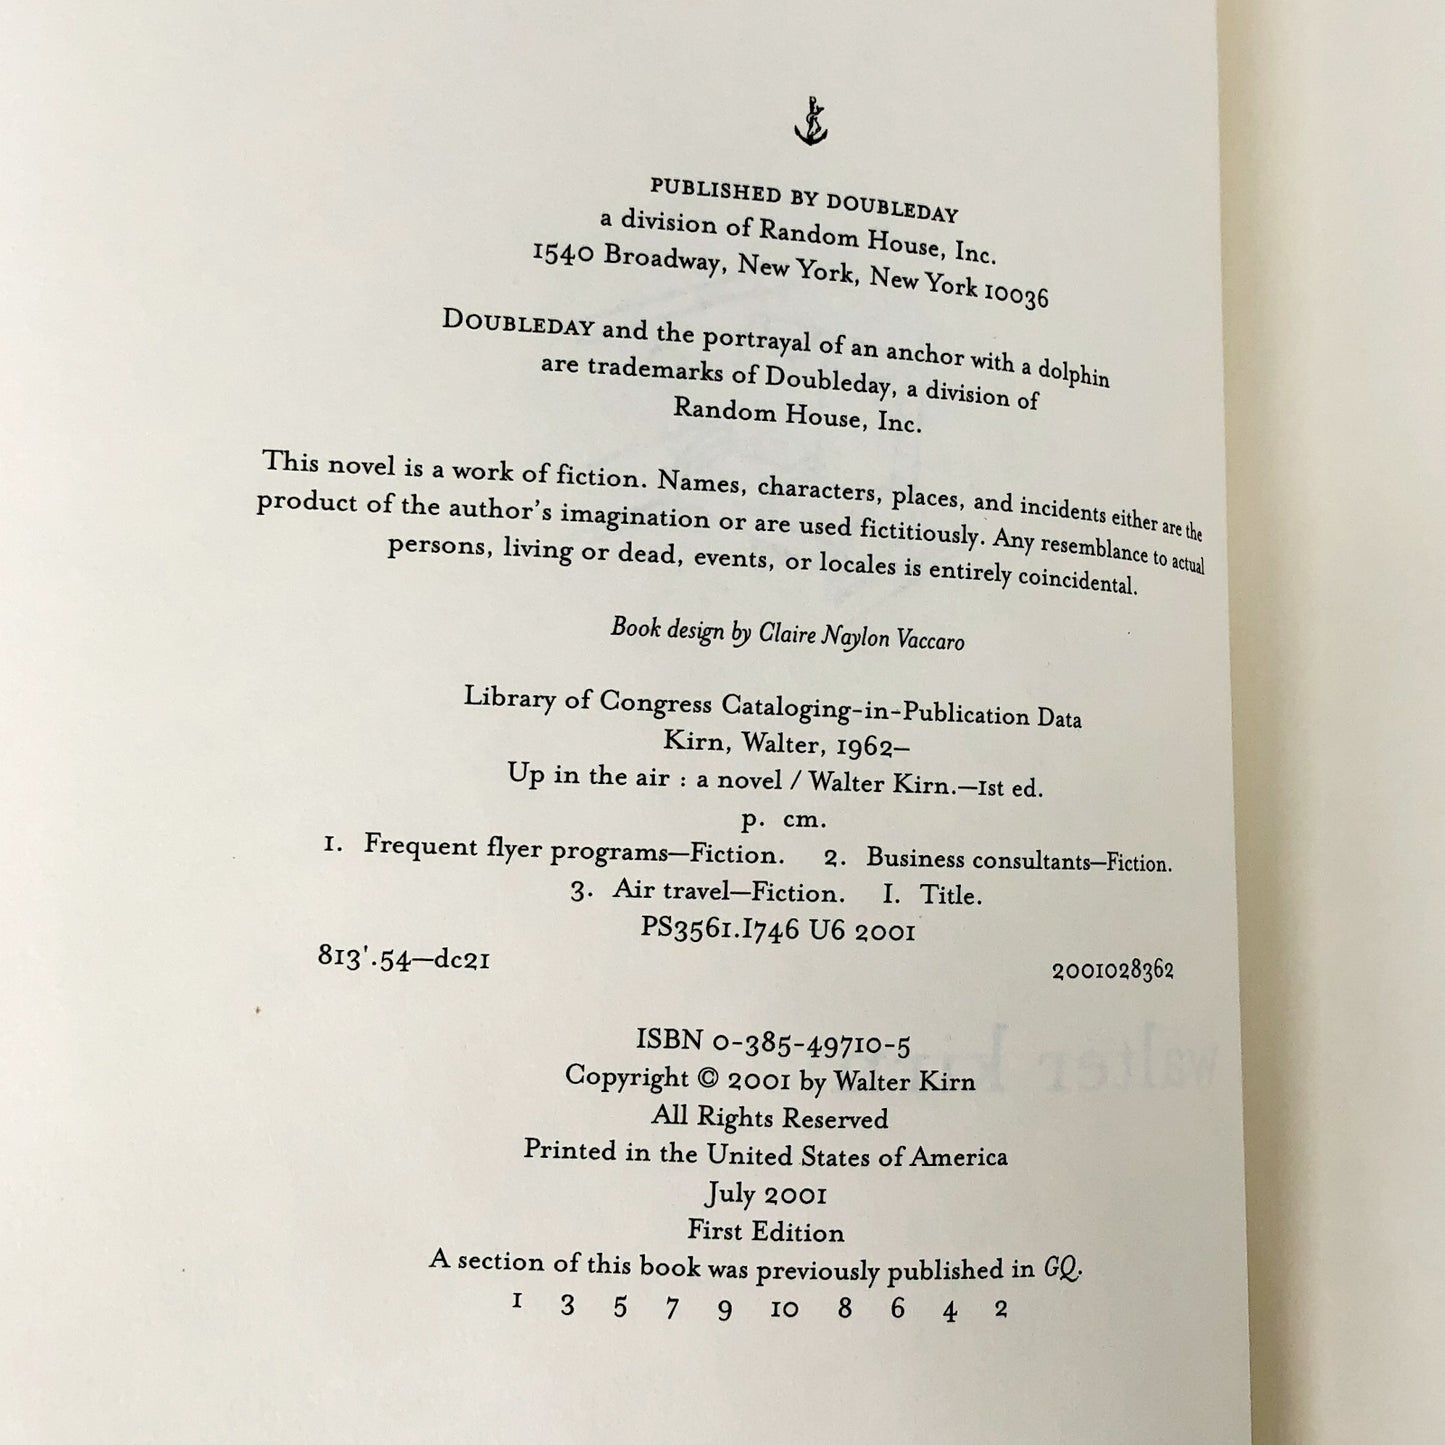 PUBLISHED BY DOUBLEDAY
a division of Random House, Inc.
1540 Broadway, New York, New York 10036
DOUBLEDAY and the portrayal of an anchor with a dolphin
are trademarks of Doubleday, a division of
Random House, Inc.
This novel is a work of fiction. Names, characters, places, and incidents either are the
product of the author's imagination or are used fictitiously. Any resemblance to actual
persons, living or dead, events, or locales is entirely coincidental.
Book design by Claire Naylon Vaccaro
Library of Congress Cataloging-in-Publication Data
Kirn, Walter, 1962–
Up in the air : a novel / Walter Kirn.—1st ed.
p. cm.
1. Frequent flyer programs—Fiction. 2. Business consultants—Fiction.
3. Air travel—Fiction. I. Title.
PS3561.I746 U6 2001
813'.54—dc21 2001028362
ISBN 0-385-49710-5
Copyright © 2001 by Walter Kirn
All Rights Reserved
Printed in the United States of America
July 2001
First Edition
A section of this book was previously published in GQ.
1 3 5 7 9 10 8 6 4 2
walter kirn